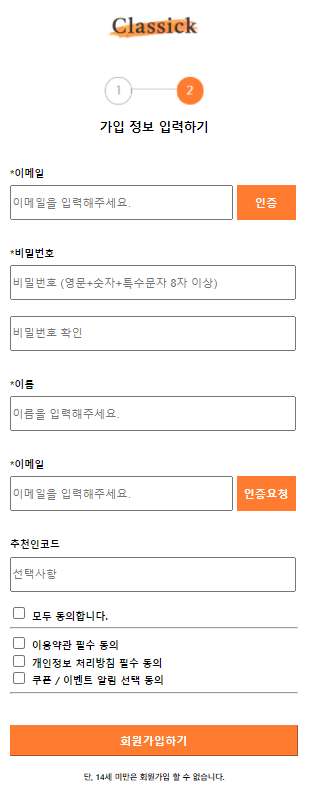 Classick
1 2
가입 정보 입력하기
*이메일
이메일을 입력해주세요. 인증
*비밀번호
비밀번호 (영문+숫자+특수문자 8자 이상)
비밀번호 확인
*이름
이름을 입력해주세요.
*이메일
이메일을 입력해주세요. 인증요청
추천인코드
선택사항
모두 동의합니다.
이용약관 필수 동의
개인정보 처리방침 필수 동의
쿠폰 / 이벤트 알림 선택 동의
회원가입하기
단, 14세 미만은 회원가입 할 수 없습니다.